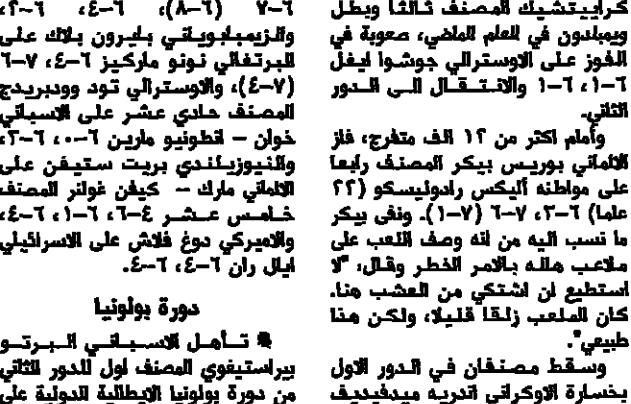 كراييتشيك المصنف ثالثا وبطل
ويمبلدون في العام الماضي، صعوبة في
الفوز على الاوسترالي جوشوا ايغل
٦-١، ٦-١ والانتقال الى الدور
الثاني.
وأمام اكثر من ١٢ الف متفرج، فاز
الالماني بوريس بيكر المصنف رابعا
على مواطنه أليكس رادوليسكو (٢٢
عاما) ٦-٢، ٧-٦ (٧-١). ونفى بيكر
ما نسب اليه من انه وصف اللعب على
ملاعب هاله بالامر الخطر وقال: "لا
استطيع ان اشتكي من العشب هنا.
كان الملعب زلقا قليلا، ولكن هذا
طبيعي".
وسقط مصنفان في الدور الاول
بخسارة الاوكراني اندريه ميدفيديف
٦-٧ (٦-٨)، ٦-٤، ٦-٢،
والزيمبابوياني بايرون بلاك على
البرتغالي نونو ماركيز ٦-٤، ٧-٦
(٧-٤)، والاوسترالي تود وودبريدج
المصنف حادي عشر على الاسباني
خوان - انطونيو مارين ٦-٠، ٦-٢،
والنيوزيلندي بريت ستيفن على
الالماني مارك - كيفن غولنر المصنف
خامس عشر ٤-٦، ٦-١، ٦-٤،
والاميركي دوغ فلاش على الاسرائيلي
ايال ران ٦-٤، ٦-٤.
دورة بولونيا
تأهل الاسباني البرتو
بيراستيغوي المصنف اول للدور الثاني
من دورة بولونيا الايطالية الدولية على